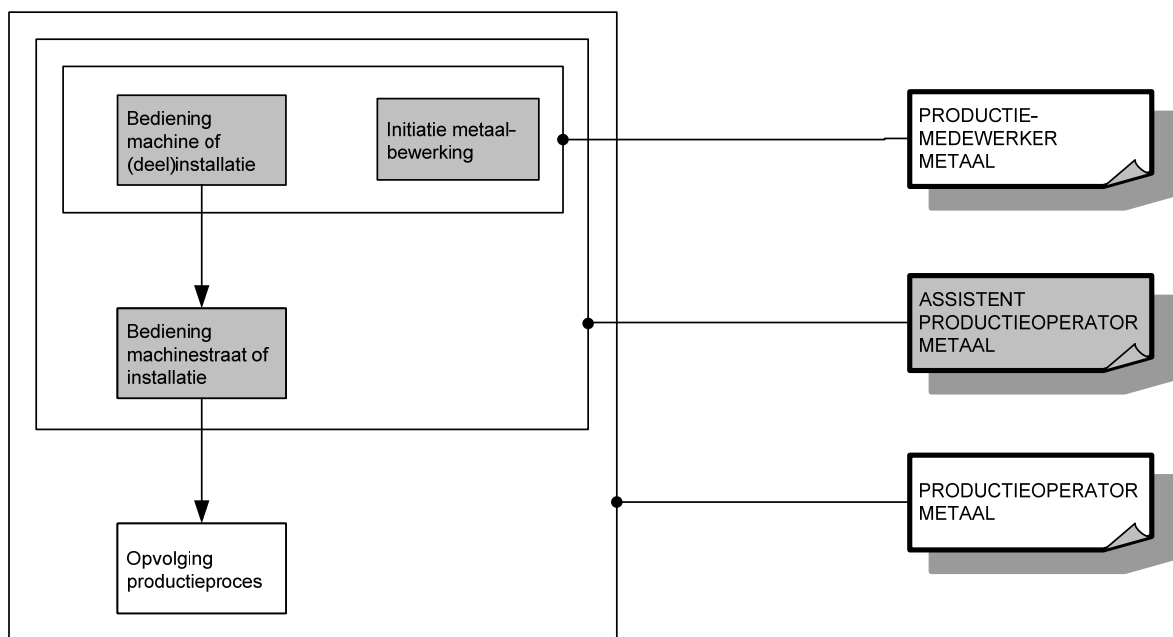 Bediening
machine of
(deel)installatie
Initiatie metaal-
bewerking
PRODUCTIE-
MEDEWERKER
METAAL
Bediening
machinestraat of
installatie
ASSISTENT
PRODUCTIEOPERATOR
METAAL
Opvolging
productieproces
PRODUCTIEOPERATOR
METAAL